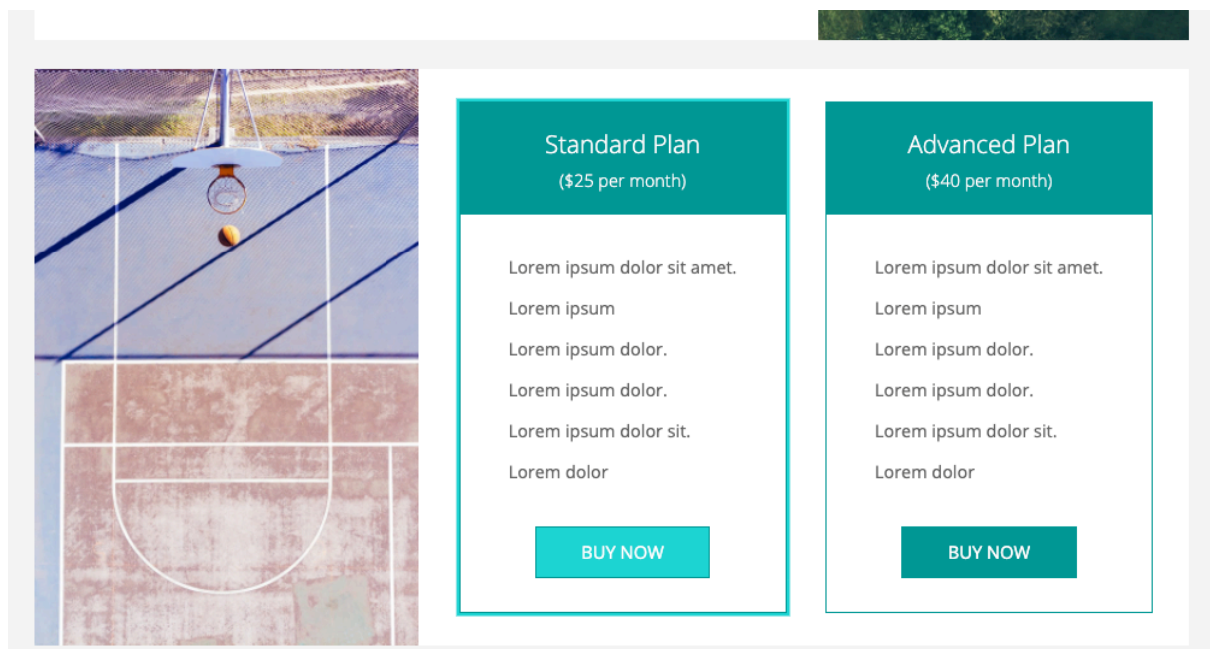 Standard Plan
($25 per month)
Lorem ipsum dolor sit amet.
Lorem ipsum
Lorem ipsum dolor.
Lorem ipsum dolor.
Lorem ipsum dolor sit.
Lorem dolor
BUY NOW
Advanced Plan
($40 per month)
Lorem ipsum dolor sit amet.
Lorem ipsum
Lorem ipsum dolor.
Lorem ipsum dolor.
Lorem ipsum dolor sit.
Lorem dolor
BUY NOW